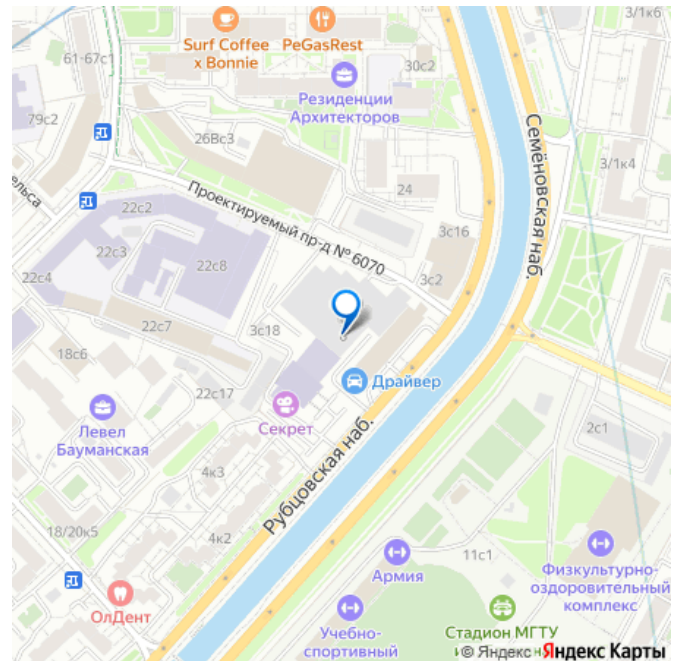 3/1к6
Surf Coffee
x Bonnie
PeGasRest
61-67с1
30с2
Резиденции
Архитекторов
79с2
26Вс3
Семёновская наб.
3/1к4
ельса
24
22с2
Проектируемый пр-д № 6070
3с16
22с3
22с8
3с2
22с4
22с7
3с18
18с6
22с17
Драйвер
Левел
Бауманская
Секрет
2с1
Рубцовская наб.
4к3
18/20к5
4к2
11с1
Армия
Физкультурно-
оздоровительный
комплекс
ОлДент
Учебно-
спортивный
Стадион МГТУ
© Яндекс Яндекс Карты